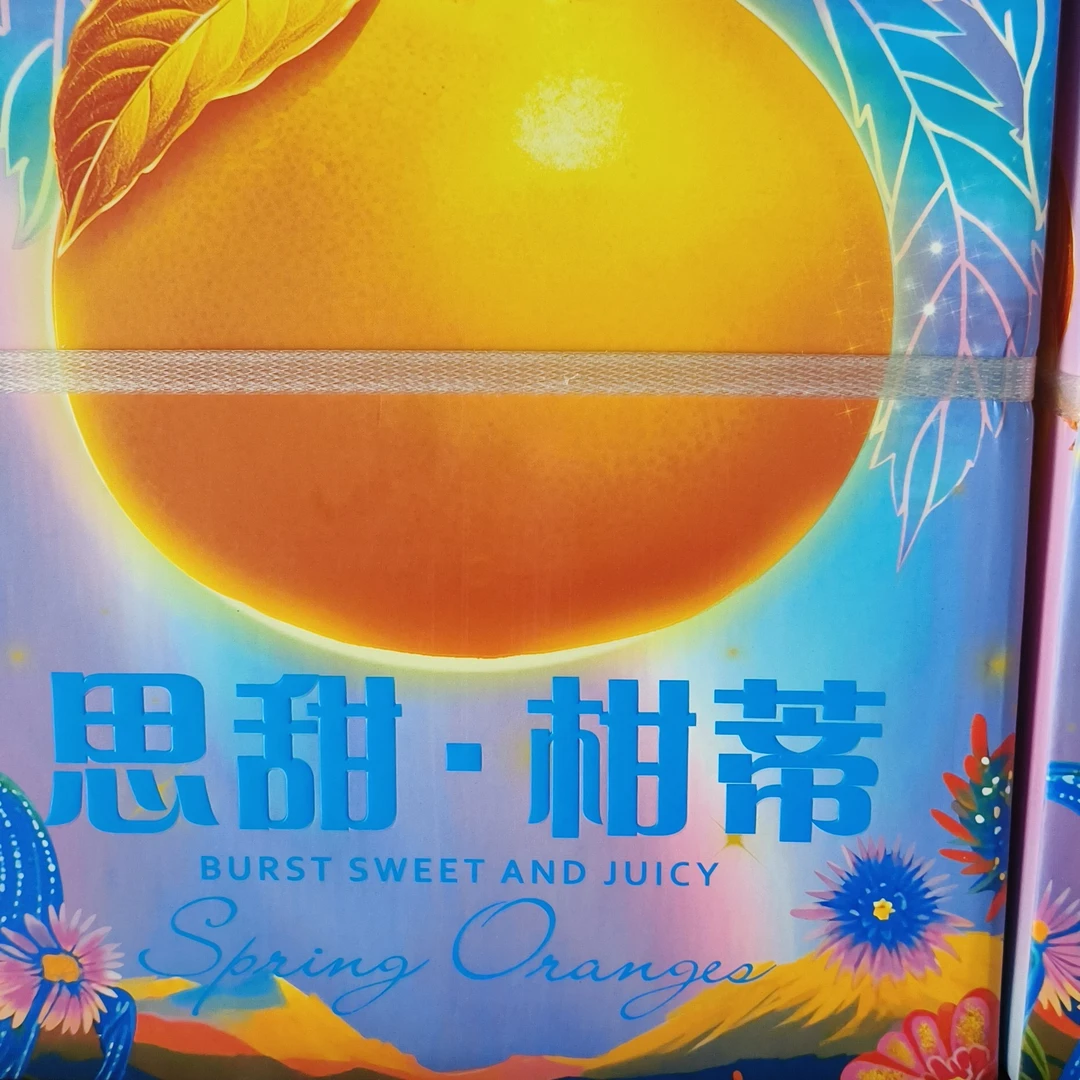 思甜·柑蒂
BURST SWEET AND JUICY
Spring Oranges